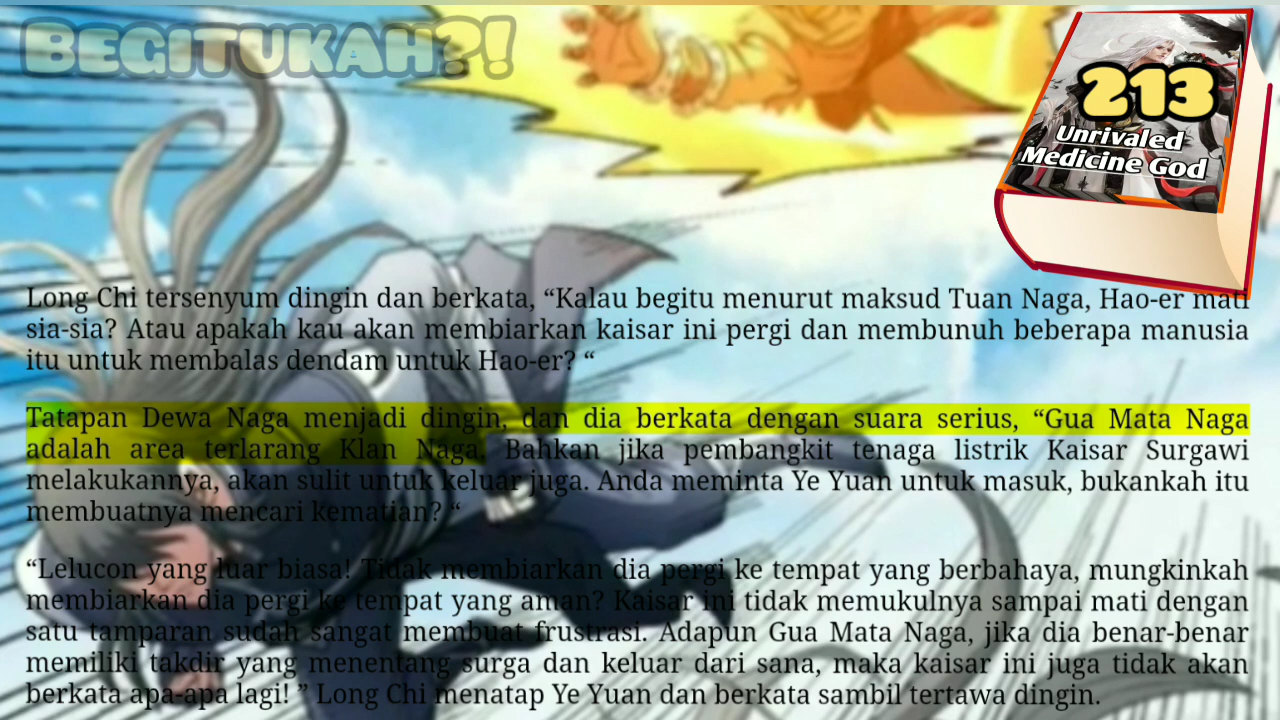 BEGITUKAH?!
213
Unrivaled
Medicine God
Long Chi tersenyum dingin dan berkata, “Kalau begitu menurut maksud Tuan Naga, Hao-er mati
sia-sia? Atau apakah kau akan membiarkan kaisar ini pergi dan membunuh beberapa manusia
itu untuk membalas dendam untuk Hao-er? “
Tatapan Dewa Naga menjadi dingin, dan dia berkata dengan suara serius, “Gua Mata Naga
adalah area terlarang Klan Naga. Bahkan jika pembangkit tenaga listrik Kaisar Surgawi
melakukannya, akan sulit untuk keluar juga. Anda meminta Ye Yuan untuk masuk, bukankah itu
membuatnya mencari kematian? “
“Lelucon yang luar biasa! Tidak membiarkan dia pergi ke tempat yang berbahaya, mungkinkah
membiarkan dia pergi ke tempat yang aman? Kaisar ini tidak memukulnya sampai mati dengan
satu tamparan sudah sangat membuat frustrasi. Adapun Gua Mata Naga, jika dia benar-benar
memiliki takdir yang menentang surga dan keluar dari sana, maka kaisar ini juga tidak akan
berkata apa-apa lagi! ” Long Chi menatap Ye Yuan dan berkata sambil tertawa dingin.